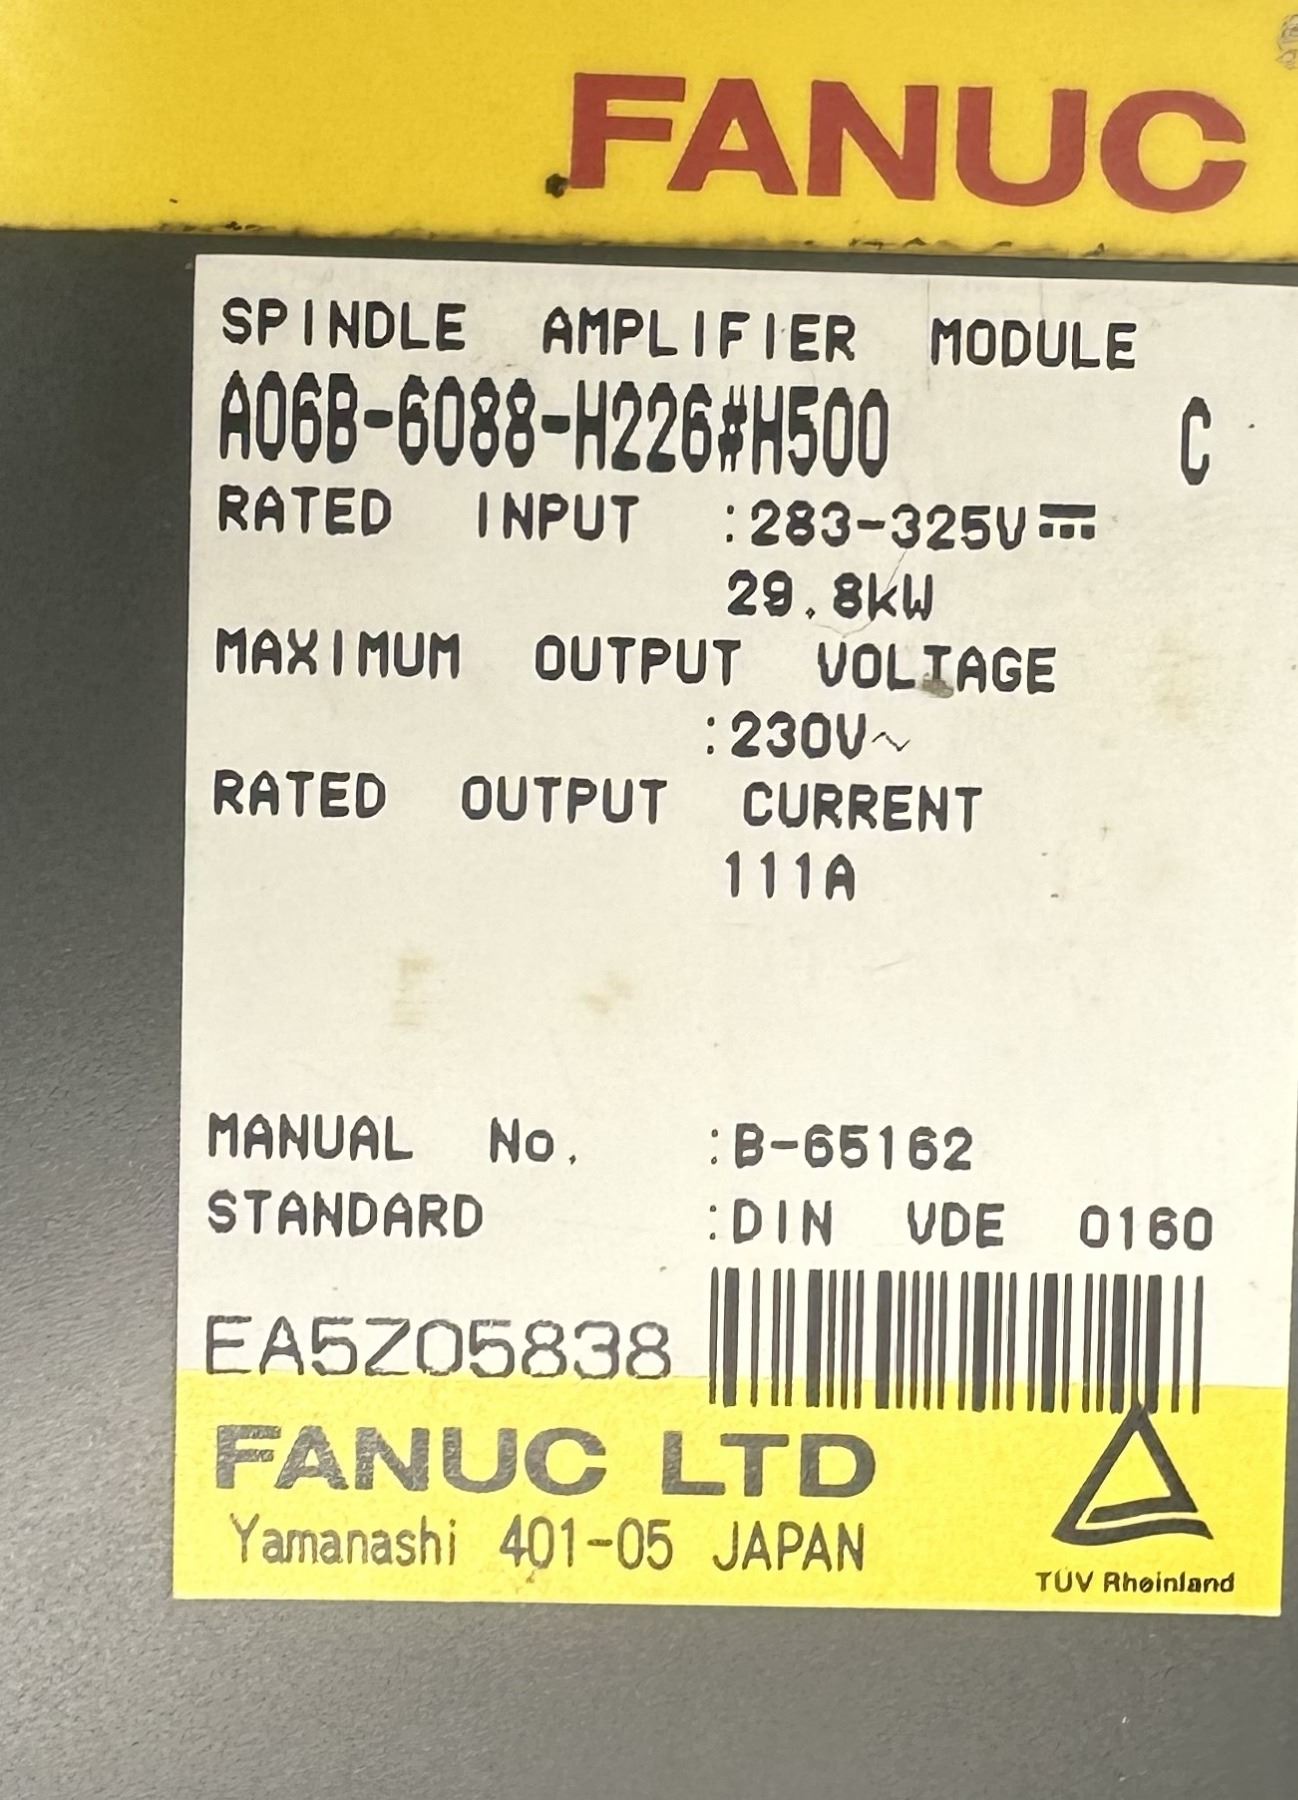 FANUC
SPINDLE AMPLIFIER MODULE
A06B-6088-H226#H500 C
RATED INPUT :283-325V⎓
29.8kW
MAXIMUM OUTPUT VOLTAGE
:230V~
RATED OUTPUT CURRENT
111A
MANUAL No. :B-65162
STANDARD :DIN VDE 0160
EA5Z05838
FANUC LTD
Yamanashi 401-05 JAPAN
TÜV Rheinland